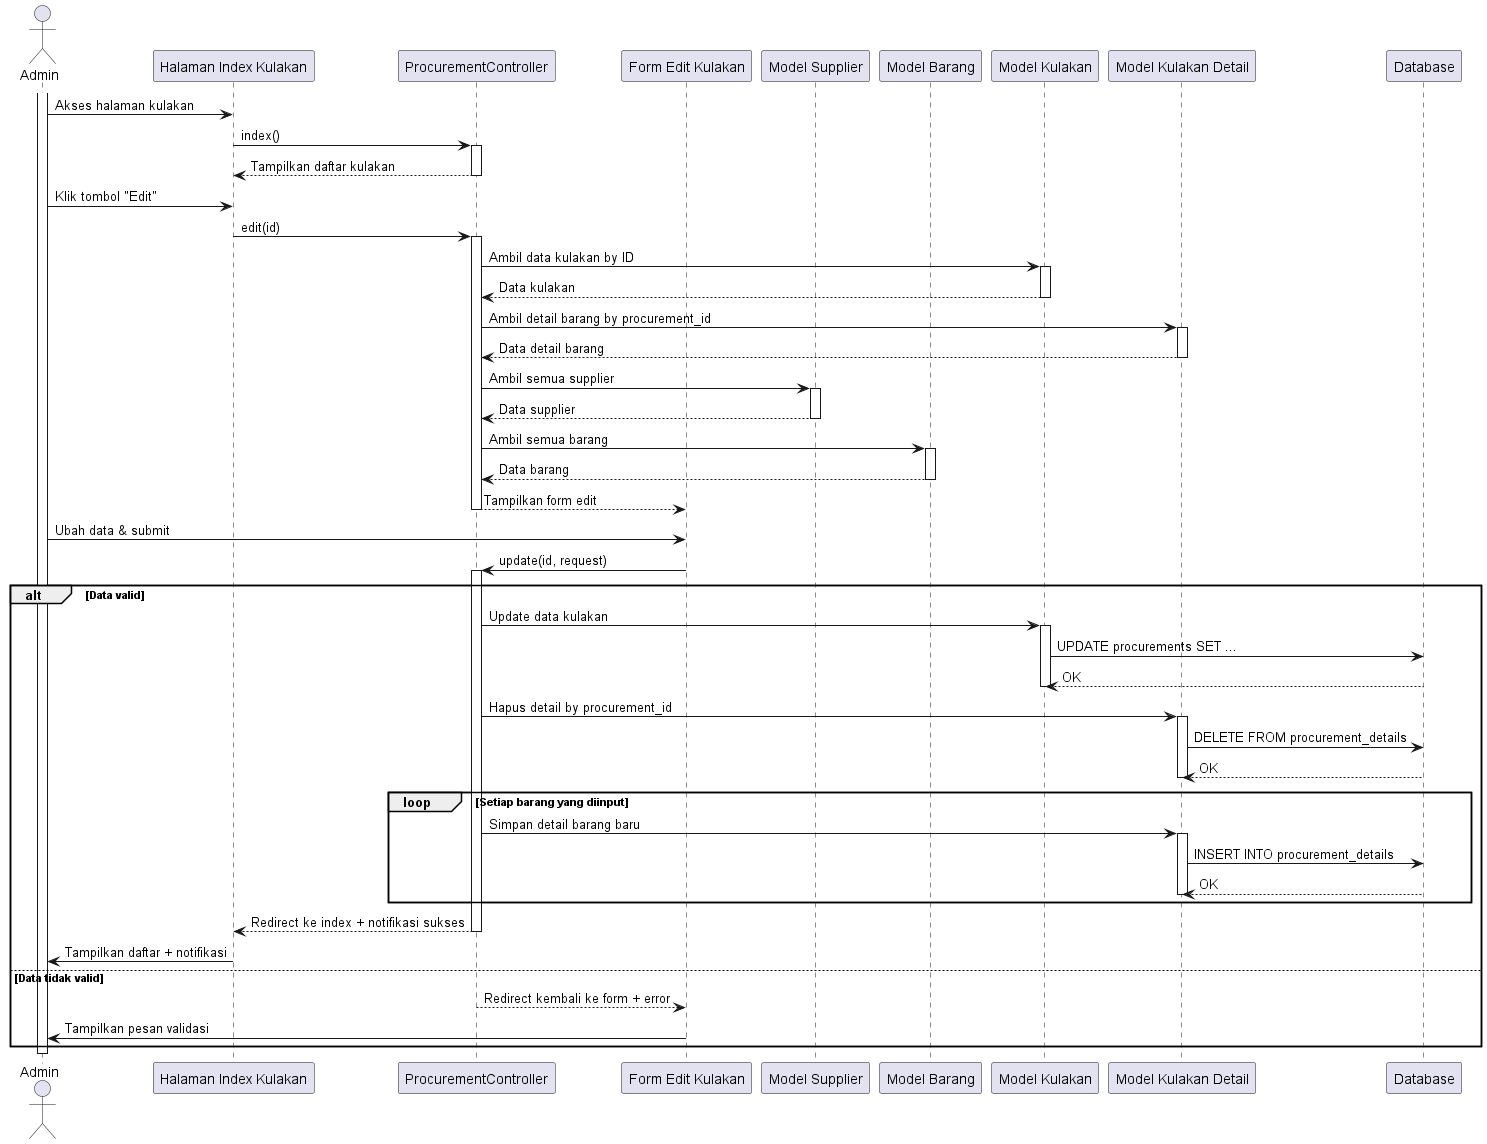 Admin
Halaman Index Kulakan
ProcurementController
Form Edit Kulakan
Model Supplier
Model Barang
Model Kulakan
Model Kulakan Detail
Database
Akses halaman kulakan
index()
Tampilkan daftar kulakan
Klik tombol "Edit"
edit(id)
Ambil data kulakan by ID
Data kulakan
Ambil detail barang by procurement_id
Data detail barang
Ambil semua supplier
Data supplier
Ambil semua barang
Data barang
Tampilkan form edit
Ubah data & submit
update(id, request)
alt
[Data valid]
Update data kulakan
UPDATE procurements SET ...
OK
Hapus detail by procurement_id
DELETE FROM procurement_details
OK
loop
[Setiap barang yang diinput]
Simpan detail barang baru
INSERT INTO procurement_details
OK
Redirect ke index + notifikasi sukses
Tampilkan daftar + notifikasi
[Data tidak valid]
Redirect kembali ke form + error
Tampilkan pesan validasi
Admin
Halaman Index Kulakan
ProcurementController
Form Edit Kulakan
Model Supplier
Model Barang
Model Kulakan
Model Kulakan Detail
Database